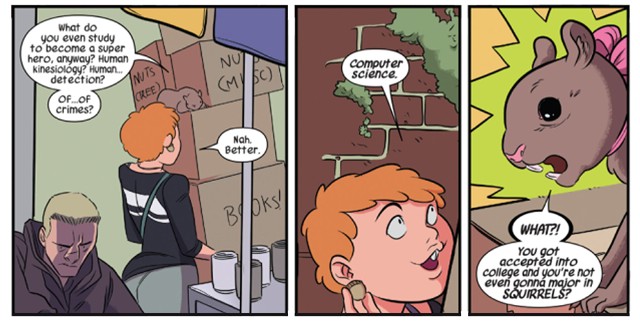 What do
you even study
to become a super
hero, anyway? Human
kinesiology? Human...
detection?
Of...of
crimes?
NUTS
(TREE)
NUTS
(MUSIC)
Nah.
Better.
BOOKS!
Computer
science.
WHAT?!
You got
accepted into
college and you're not
even gonna major in
SQUIRRELS?